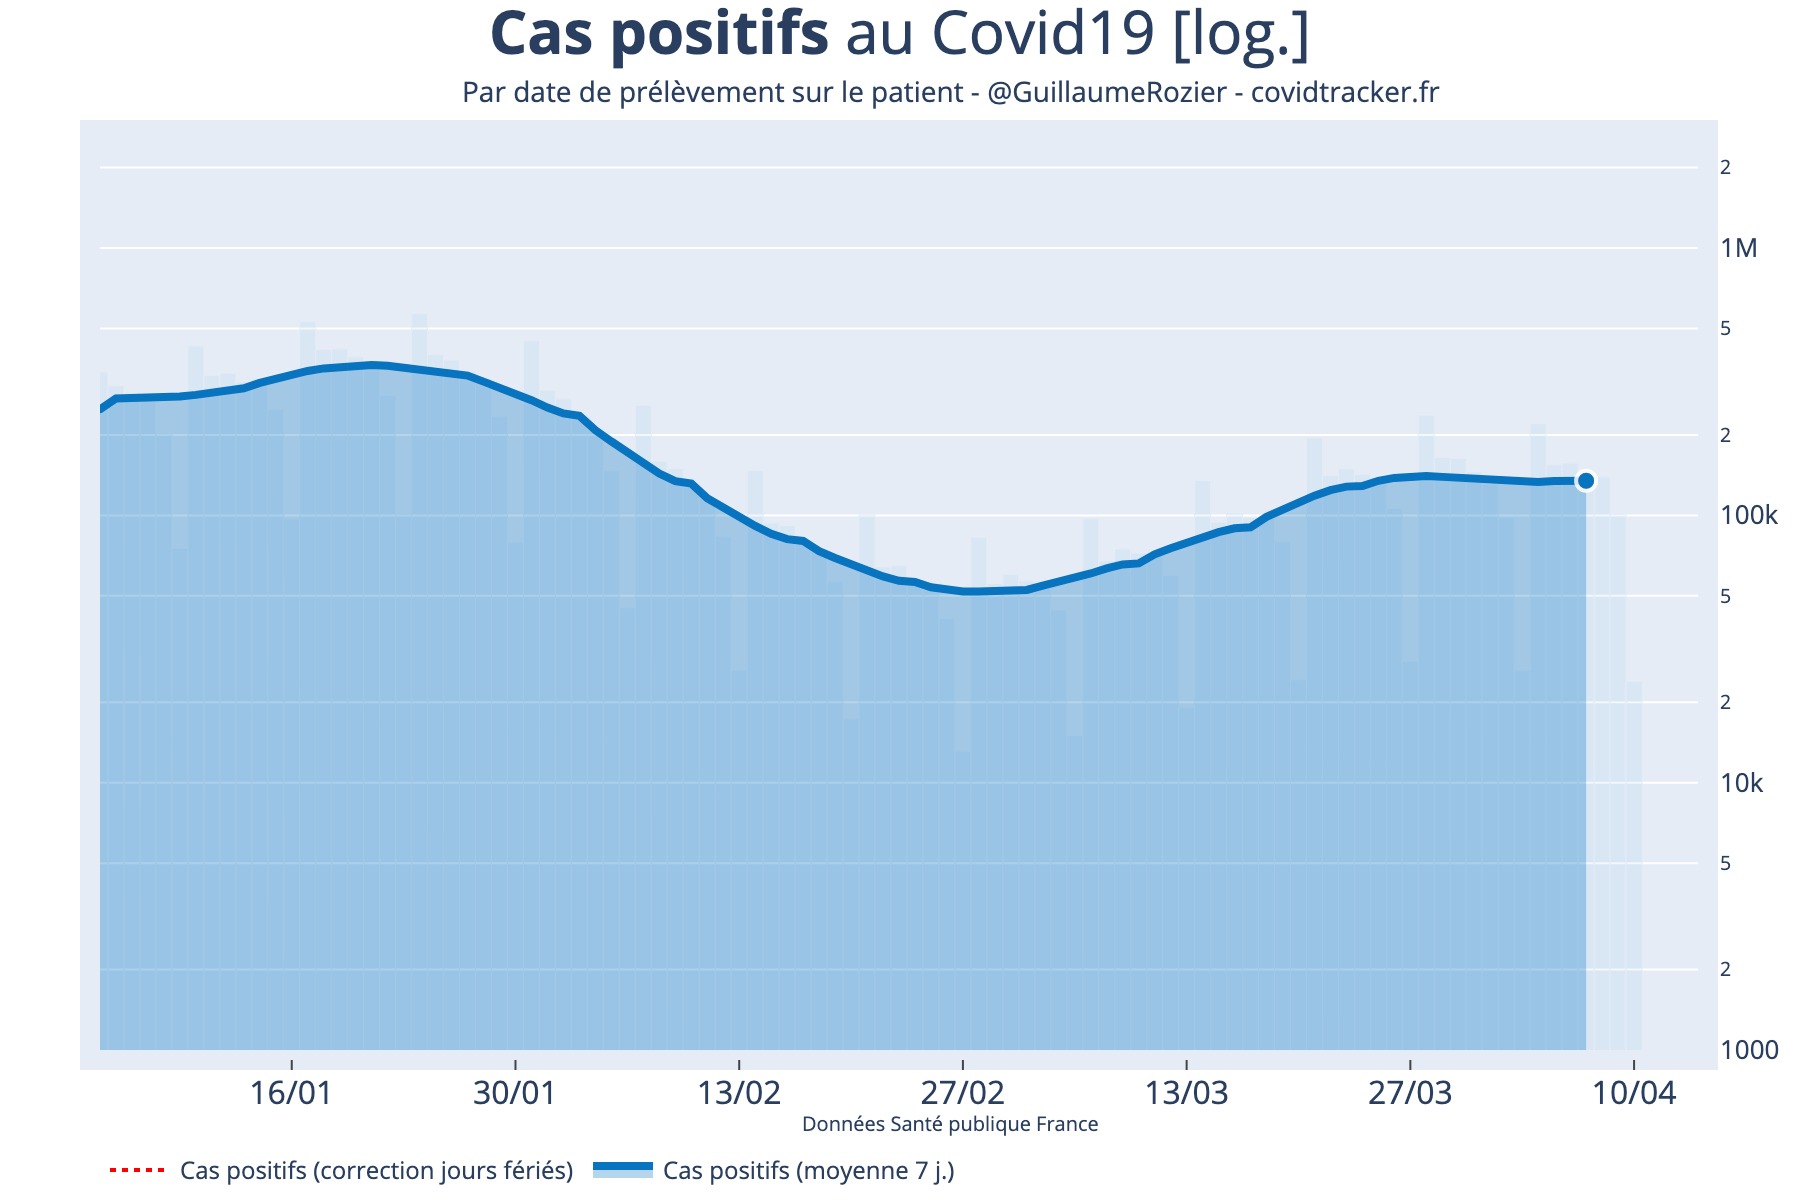 Cas positifs au Covid19 [log.]
Par date de prélèvement sur le patient - @GuillaumeRozier - covidtracker.fr
2
1M
5
2
100k
5
2
10k
5
2
1000
16/01 30/01 13/02 27/02 13/03 27/03 10/04
Données Santé publique France
Cas positifs (correction jours fériés) Cas positifs (moyenne 7 j.)